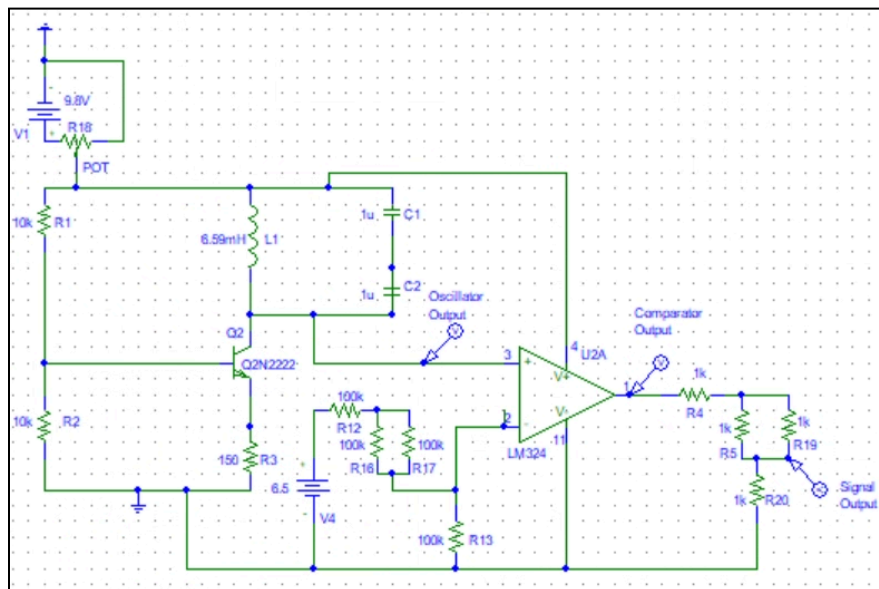 9.8V
V1
R18
POT
10k
R1
6.59mH
L1
1u
C1
1u
C2
Oscillator
Output
V
Comparator
Output
V
Q2
Q2N2222
3
+
4
U2A
V+
1
2
-
V-
11
LM324
1k
R4
1k
R5
1k
R19
1k
R20
Signal
Output
10k
R2
150
R3
100k
R12
100k
R16
100k
R17
6.5
+
-
V4
100k
R13